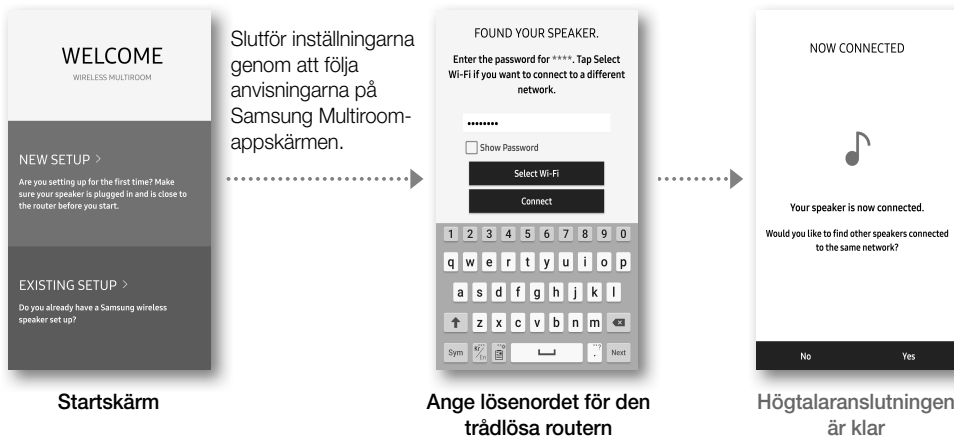 WELCOME
WIRELESS MULTIROOM
NEW SETUP >
Are you setting up for the first time? Make
sure your speaker is plugged in and is close to
the router before you start.
EXISTING SETUP >
Do you already have a Samsung wireless
speaker set up?
Startskärm
Slutför inställningarna
genom att följa
anvisningarna på
Samsung Multiroom-
appskärmen.
FOUND YOUR SPEAKER.
Enter the password for ****. Tap Select
Wi-Fi if you want to connect to a different
network.
••••••••
Show Password
Select Wi-Fi
Connect
1 2 3 4 5 6 7 8 9 0
q w e r t y u i o p
a s d f g h j k l
z x c v b n m
Sym . Next
Ange lösenordet för den
trådlösa routern
NOW CONNECTED
Your speaker is now connected.
Would you like to find other speakers connected
to the same network?
No Yes
Högtalaranslutningen
är klar